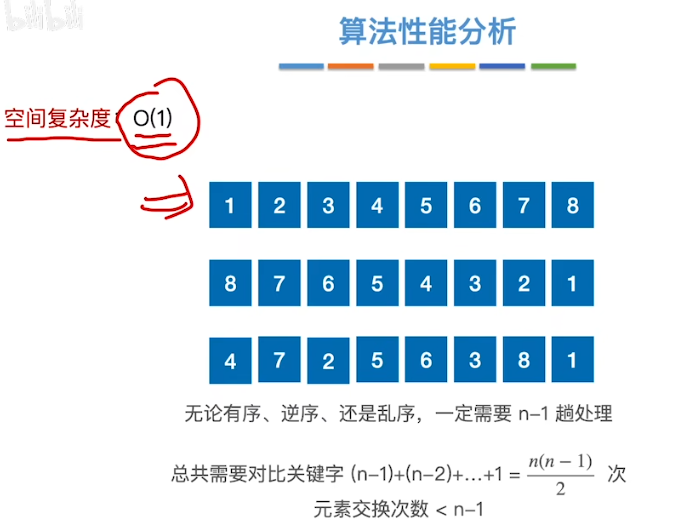 bilibili
算法性能分析
空间复杂度: O(1)
1 2 3 4 5 6 7 8
8 7 6 5 4 3 2 1
4 7 2 5 6 3 8 1
无论有序、逆序、还是乱序，一定需要 n-1 趟处理
总共需要对比关键字 (n-1)+(n-2)+...+1 = n(n − 1)/2 次
元素交换次数 < n-1